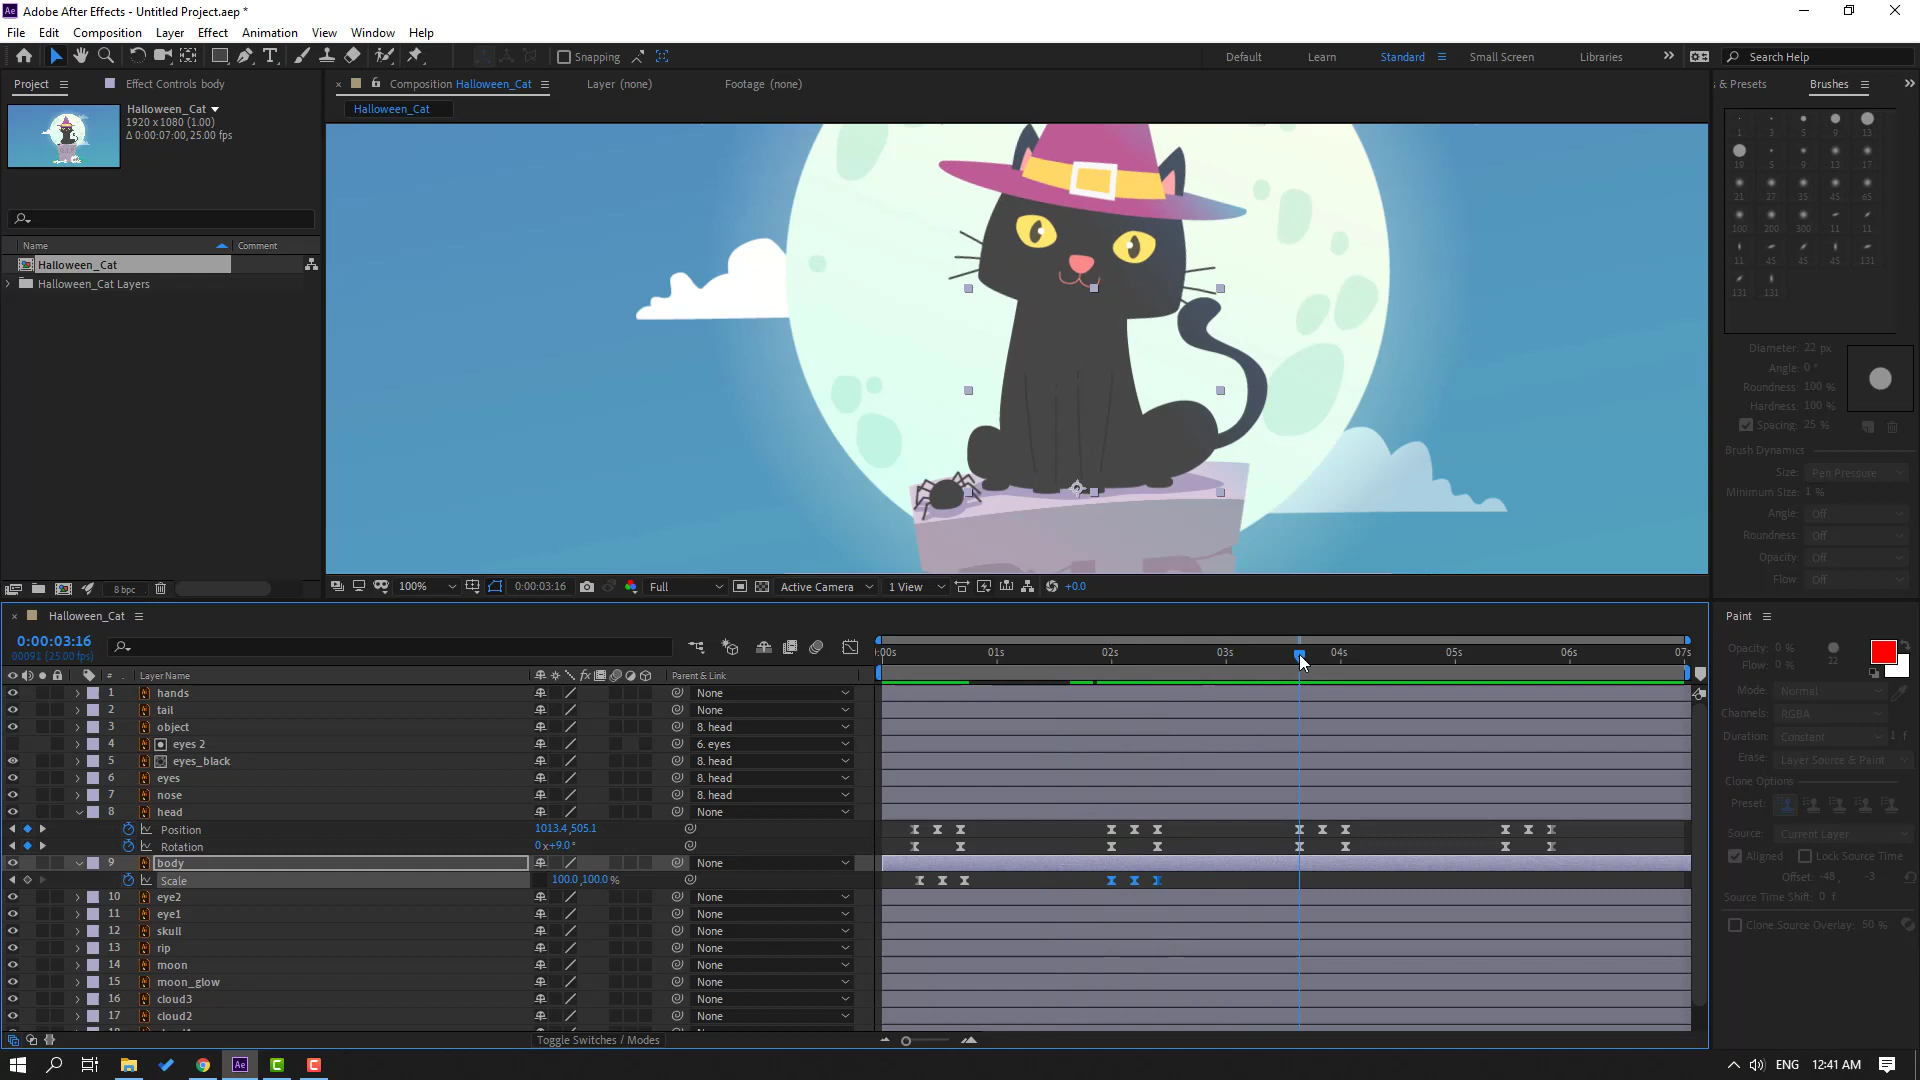 Adobe After Effects - Untitled Project.aep *
File Edit Composition Layer Effect Animation View Window Help
Snapping Default Learn Standard Small Screen Libraries Search Help
Project Effect Controls body Composition Halloween_Cat Layer (none) Footage (none) & Presets Brushes
Halloween_Cat
1920 x 1080 (1.00)
Δ 0:00:07:00, 25.00 fps
Halloween_Cat
1 3 5 9 13
19 5 9 13 17
21 27 35 45 65
100 200 300 11 11
11 45 45 45 131
131 131
Name Comment
Halloween_Cat
Halloween_Cat Layers
Diameter: 22 px
Angle: 0 °
Roundness: 100 %
Hardness: 100 %
Spacing: 25 %
Brush Dynamics
Size: Pen Pressure
Minimum Size: 1 %
Angle: Off
Roundness: Off
Opacity: Off
Flow: Off
8 bpc 100% 0:00:03:16 Full Active Camera 1 View +0.0
Halloween_Cat
0:00:03:16
00091 (25.00 fps)
:00s 01s 02s 03s 04s 05s 06s 07s
# Layer Name Parent & Link
1 hands None
2 tail None
3 object 8. head
4 eyes 2 6. eyes
5 eyes_black 8. head
6 eyes 8. head
7 nose 8. head
8 head None
Position 1013.4,505.1
Rotation 0x+9.0°
9 body None
Scale 100.0,100.0 %
10 eye2 None
11 eye1 None
12 skull None
13 rip None
14 moon None
15 moon_glow None
16 cloud3 None
17 cloud2 None
Toggle Switches / Modes
Paint
Opacity: 0 %
Flow: 0 % 22
Mode: Normal
Channels: RGBA
Duration: Constant 1 f
Erase: Layer Source & Paint
Clone Options
Preset:
Source: Current Layer
Aligned Lock Source Time
Offset: -48, -3
Source Time Shift: 0 f
Clone Source Overlay: 50 %
ENG 12:41 AM